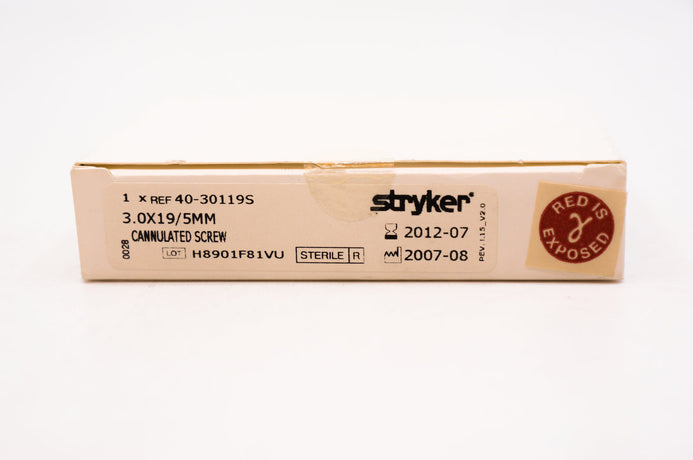 1 x REF 40-30119S
3.0X19/5MM
CANNULATED SCREW
0028
LOT H8901F81VU
STERILE R
stryker®
2012-07
2007-08
REV. 1.15_V2.0
RED IS
γ
EXPOSED